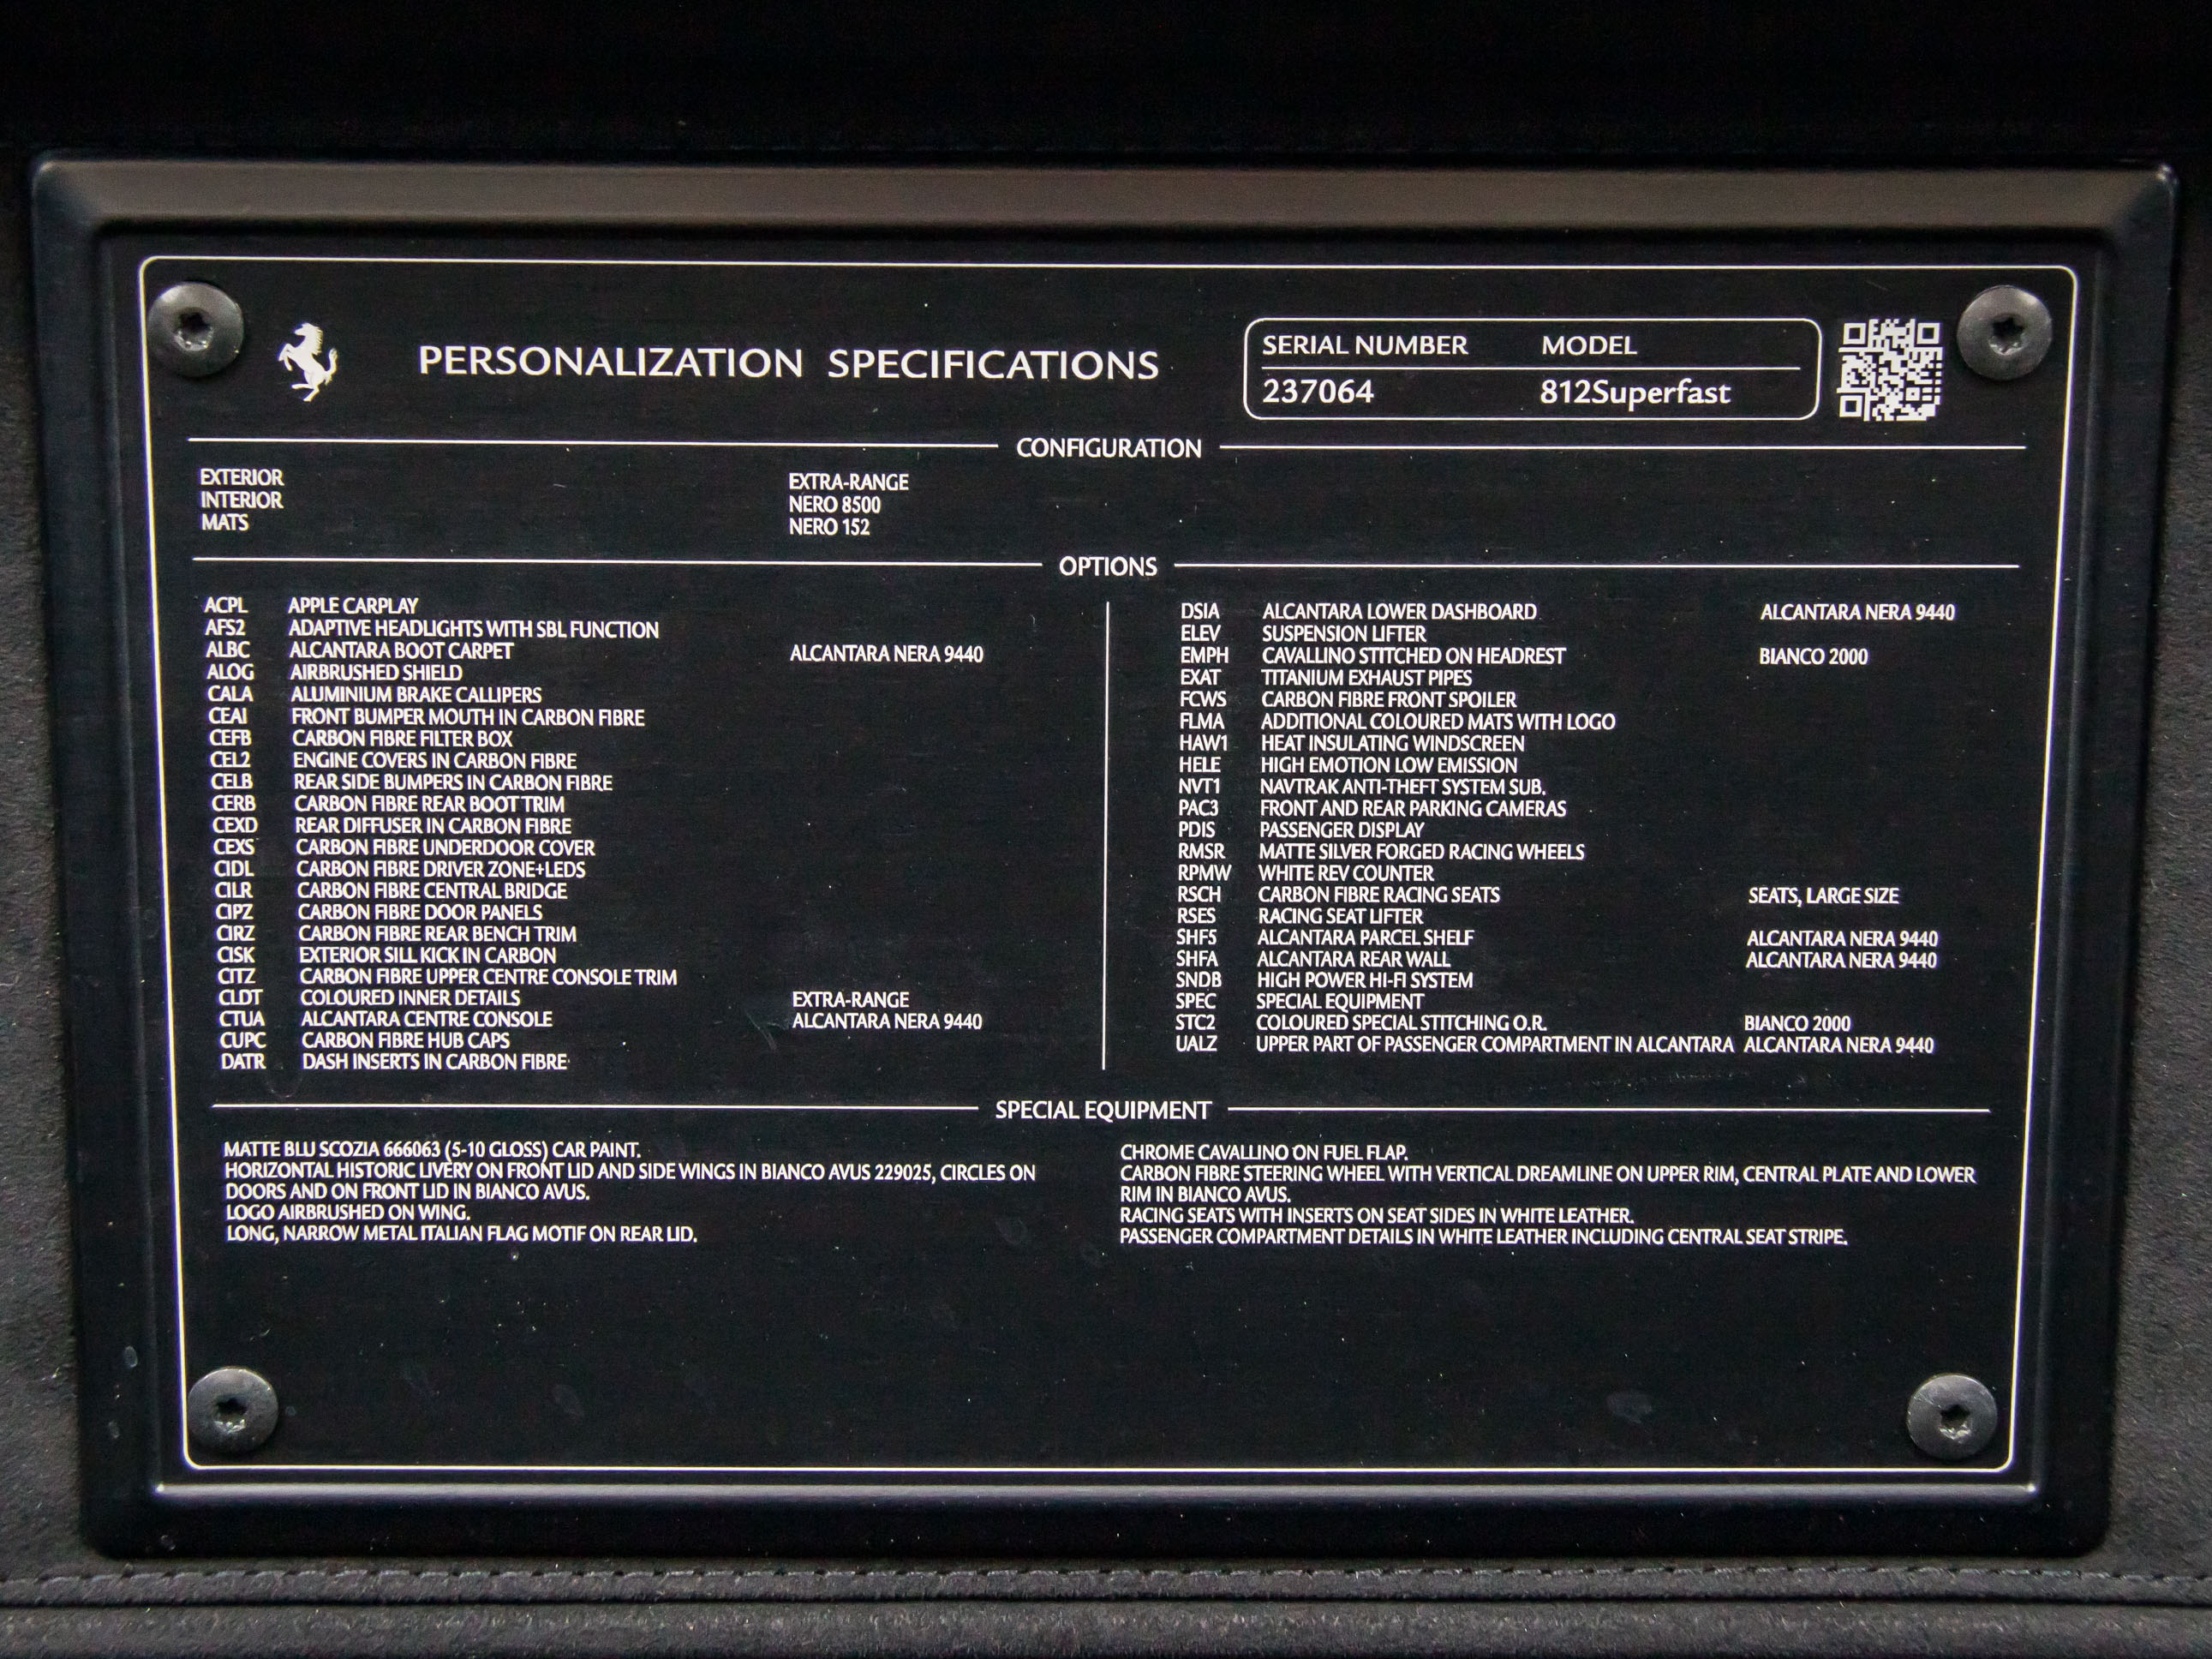 PERSONALIZATION SPECIFICATIONS
SERIAL NUMBER MODEL
237064 812Superfast
CONFIGURATION
EXTERIOR EXTRA-RANGE
INTERIOR NERO 8500
MATS NERO 152
OPTIONS
ACPL APPLE CARPLAY
AFS2 ADAPTIVE HEADLIGHTS WITH SBL FUNCTION
ALBC ALCANTARA BOOT CARPET ALCANTARA NERA 9440
ALOG AIRBRUSHED SHIELD
CALA ALUMINIUM BRAKE CALLIPERS
CEAI FRONT BUMPER MOUTH IN CARBON FIBRE
CEFB CARBON FIBRE FILTER BOX
CEL2 ENGINE COVERS IN CARBON FIBRE
CELB REAR SIDE BUMPERS IN CARBON FIBRE
CERB CARBON FIBRE REAR BOOT TRIM
CEXD REAR DIFFUSER IN CARBON FIBRE
CEXS CARBON FIBRE UNDERDOOR COVER
CIDL CARBON FIBRE DRIVER ZONE+LEDS
CILR CARBON FIBRE CENTRAL BRIDGE
CIPZ CARBON FIBRE DOOR PANELS
CIRZ CARBON FIBRE REAR BENCH TRIM
CISK EXTERIOR SILL KICK IN CARBON
CITZ CARBON FIBRE UPPER CENTRE CONSOLE TRIM
CLDT COLOURED INNER DETAILS EXTRA-RANGE
CTUA ALCANTARA CENTRE CONSOLE ALCANTARA NERA 9440
CUPC CARBON FIBRE HUB CAPS
DATR DASH INSERTS IN CARBON FIBRE
DSIA ALCANTARA LOWER DASHBOARD ALCANTARA NERA 9440
ELEV SUSPENSION LIFTER
EMPH CAVALLINO STITCHED ON HEADREST BIANCO 2000
EXAT TITANIUM EXHAUST PIPES
FCWS CARBON FIBRE FRONT SPOILER
FLMA ADDITIONAL COLOURED MATS WITH LOGO
HAW1 HEAT INSULATING WINDSCREEN
HELE HIGH EMOTION LOW EMISSION
NVT1 NAVTRAK ANTI-THEFT SYSTEM SUB.
PAC3 FRONT AND REAR PARKING CAMERAS
PDIS PASSENGER DISPLAY
RMSR MATTE SILVER FORGED RACING WHEELS
RPMW WHITE REV COUNTER
RSCH CARBON FIBRE RACING SEATS SEATS, LARGE SIZE
RSES RACING SEAT LIFTER
SHF5 ALCANTARA PARCEL SHELF ALCANTARA NERA 9440
SHFA ALCANTARA REAR WALL ALCANTARA NERA 9440
SNDB HIGH POWER HI-FI SYSTEM
SPEC SPECIAL EQUIPMENT
STC2 COLOURED SPECIAL STITCHING O.R. BIANCO 2000
UALZ UPPER PART OF PASSENGER COMPARTMENT IN ALCANTARA ALCANTARA NERA 9440
SPECIAL EQUIPMENT
MATTE BLU SCOZIA 666063 (5-10 GLOSS) CAR PAINT.
HORIZONTAL HISTORIC LIVERY ON FRONT LID AND SIDE WINGS IN BIANCO AVUS 229025, CIRCLES ON
DOORS AND ON FRONT LID IN BIANCO AVUS.
LOGO AIRBRUSHED ON WING.
LONG, NARROW METAL ITALIAN FLAG MOTIF ON REAR LID.
CHROME CAVALLINO ON FUEL FLAP.
CARBON FIBRE STEERING WHEEL WITH VERTICAL DREAMLINE ON UPPER RIM, CENTRAL PLATE AND LOWER
RIM IN BIANCO AVUS.
RACING SEATS WITH INSERTS ON SEAT SIDES IN WHITE LEATHER.
PASSENGER COMPARTMENT DETAILS IN WHITE LEATHER INCLUDING CENTRAL SEAT STRIPE.